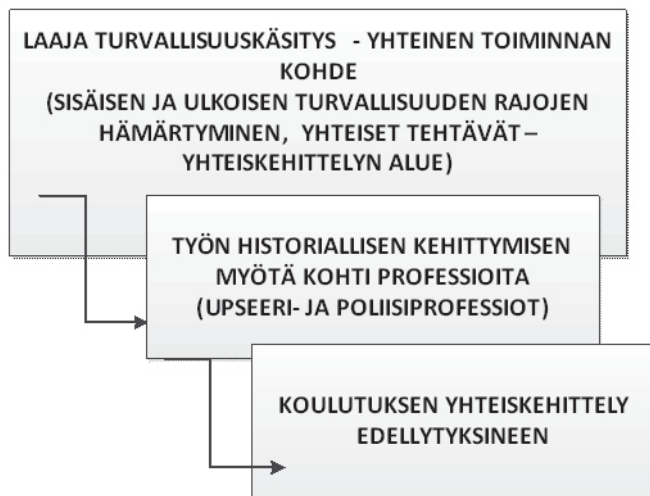 LAAJA TURVALLISUUSKÄSITYS - YHTEINEN TOIMINNAN
KOHDE
(SISÄISEN JA ULKOISEN TURVALLISUUDEN RAJOJEN
HÄMÄRTYMINEN, YHTEISET TEHTÄVÄT –
YHTEISKEHITTELYN ALUE)
TYÖN HISTORIALLISEN KEHITTYMISEN
MYÖTÄ KOHTI PROFESSIOITA
(UPSEERI- JA POLIISIPROFESSIOT)
KOULUTUKSEN YHTEISKEHITTELY
EDELLYTYKSINEEN